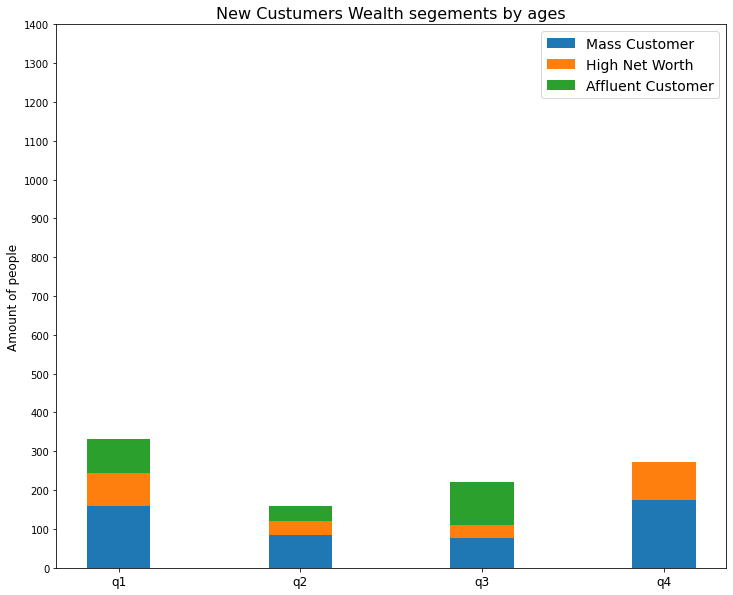 New Custumers Wealth segements by ages
Mass Customer
High Net Worth
Affluent Customer
Amount of people
1400
1300
1200
1100
1000
900
800
700
600
500
400
300
200
100
0
q1 q2 q3 q4